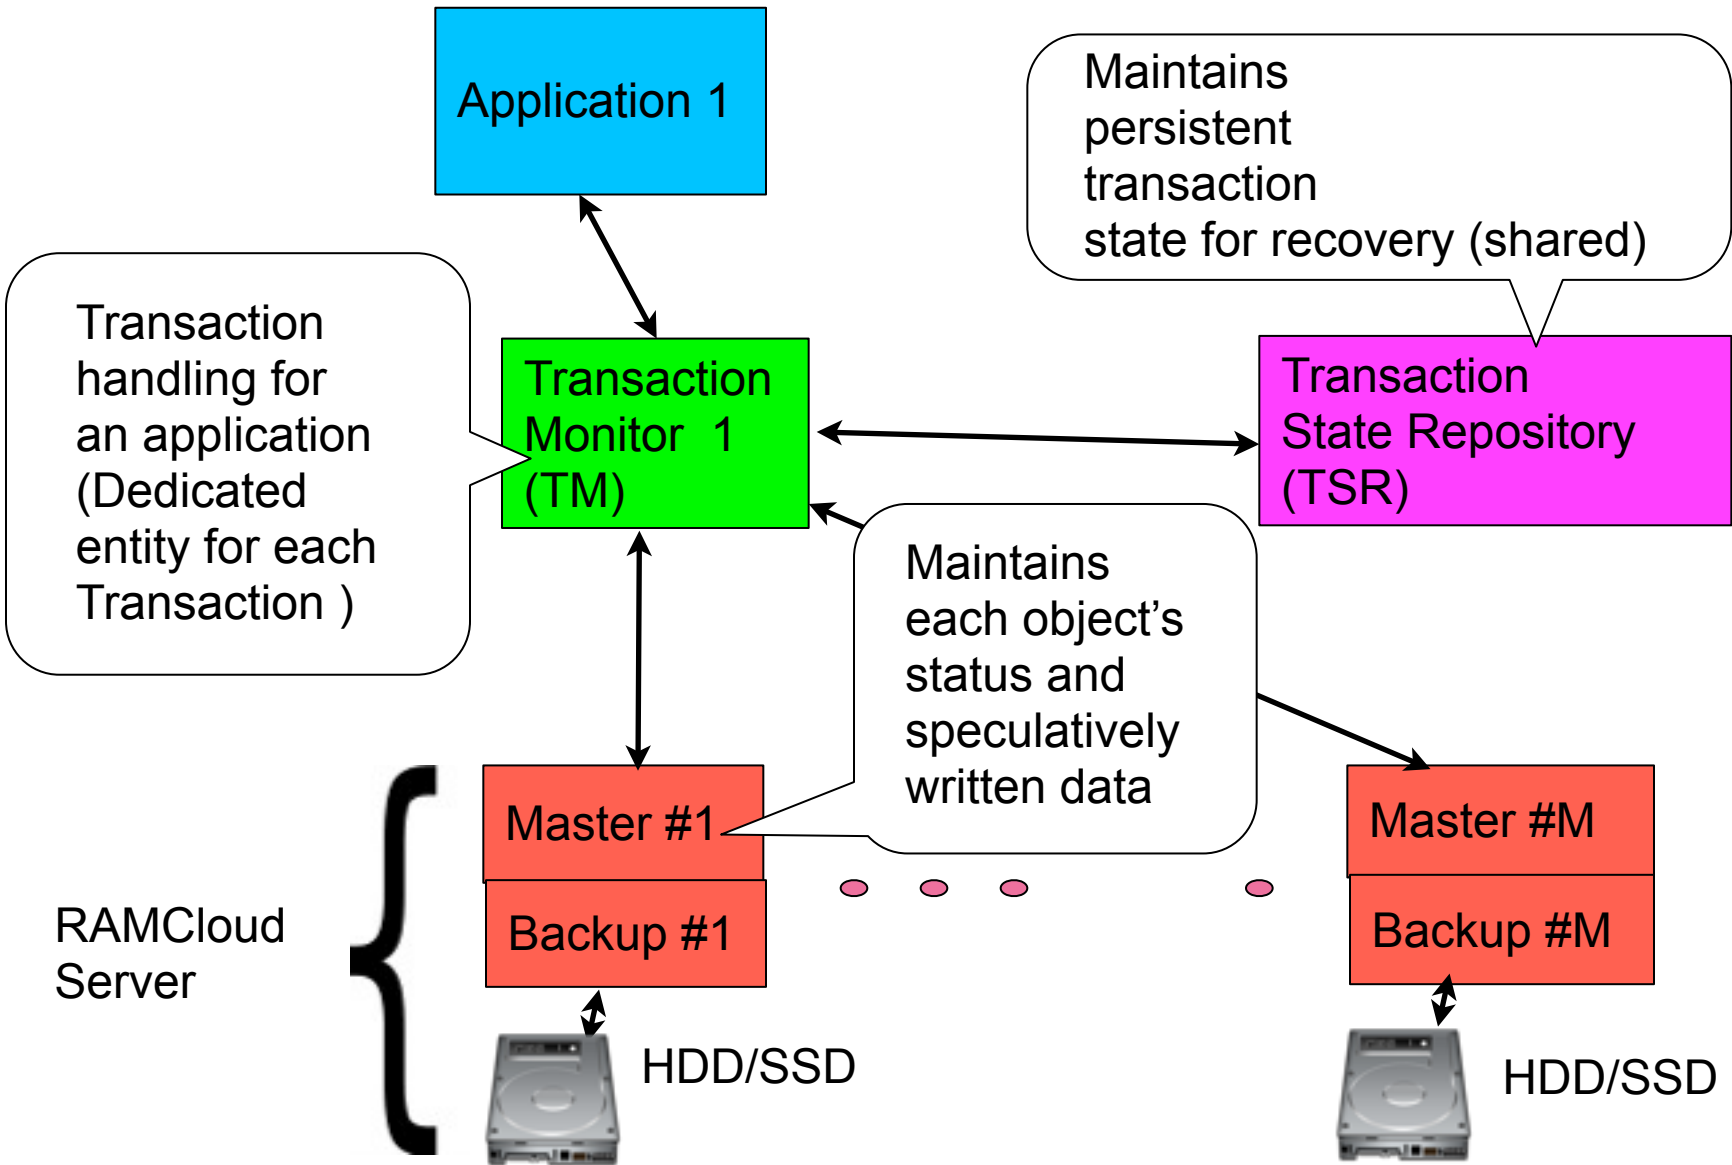 Application 1
Maintains
persistent
transaction
state for recovery (shared)
Transaction
handling for
an application
(Dedicated
entity for each
Transaction )
Transaction
Monitor 1
(TM)
Transaction
State Repository
(TSR)
Maintains
each object’s
status and
speculatively
written data
Master #1
Master #M
Backup #1
Backup #M
RAMCloud
Server
HDD/SSD
HDD/SSD